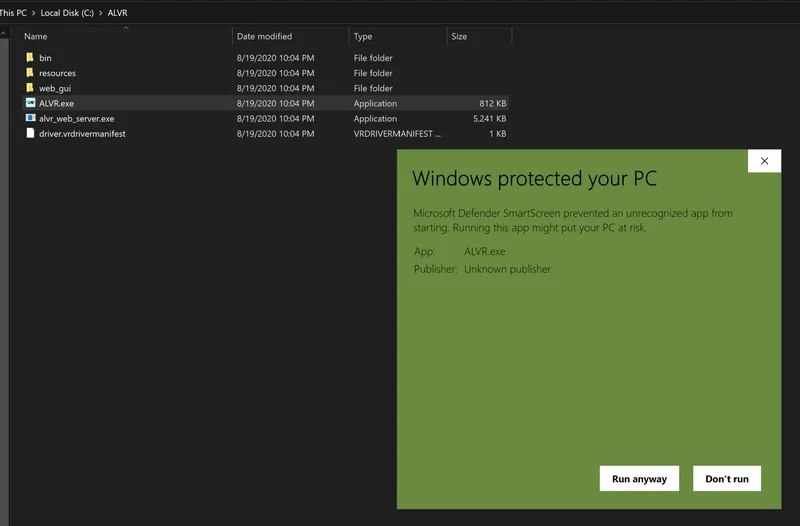 This PC > Local Disk (C:) > ALVR
Name Date modified Type Size
bin 8/19/2020 10:04 PM File folder
resources 8/19/2020 10:04 PM File folder
web_gui 8/19/2020 10:04 PM File folder
ALVR.exe 8/19/2020 10:04 PM Application 812 KB
alvr_web_server.exe 8/19/2020 10:04 PM Application 5,241 KB
driver.vrdrivermanifest 8/19/2020 10:04 PM VRDRIVERMANIFEST ... 1 KB
Windows protected your PC
Microsoft Defender SmartScreen prevented an unrecognized app from
starting. Running this app might put your PC at risk.
App: ALVR.exe
Publisher: Unknown publisher
Run anyway Don't run